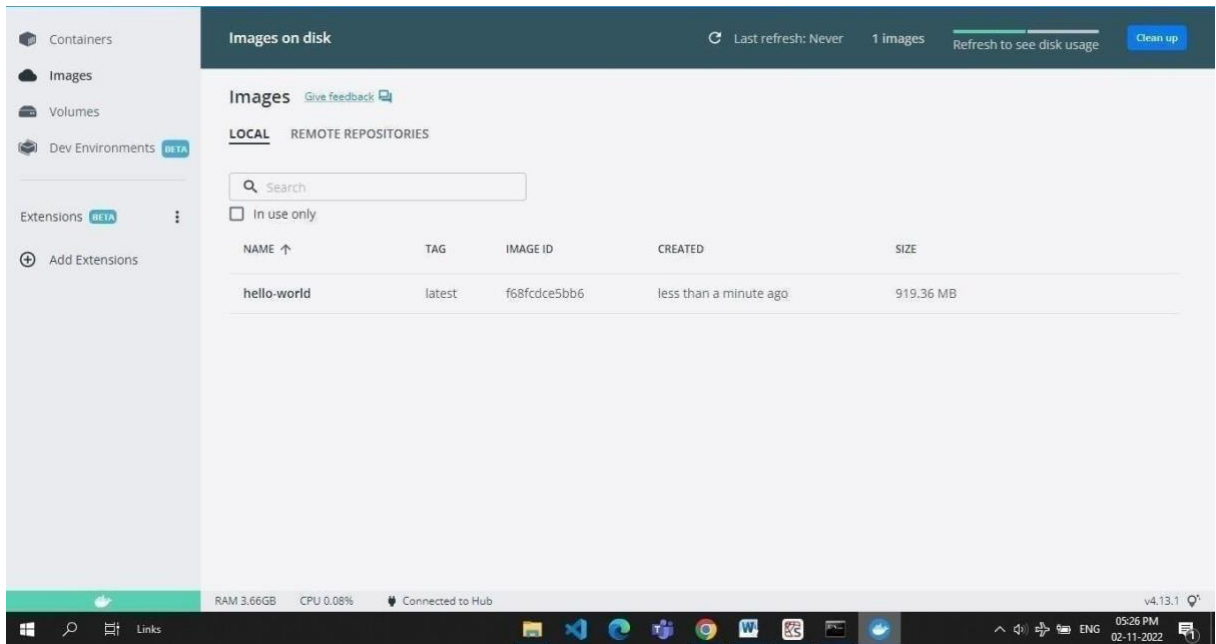 Containers
Images
Volumes
Dev Environments BETA
Extensions BETA
Add Extensions
Images on disk
Last refresh: Never
1 images
Refresh to see disk usage
Clean up
Images Give feedback
LOCAL REMOTE REPOSITORIES
Search
In use only
NAME TAG IMAGE ID CREATED SIZE
hello-world latest f68fcdce5bb6 less than a minute ago 919.36 MB
RAM 3.66GB CPU 0.08% Connected to Hub
v4.13.1
Links
ENG
05:26 PM
02-11-2022